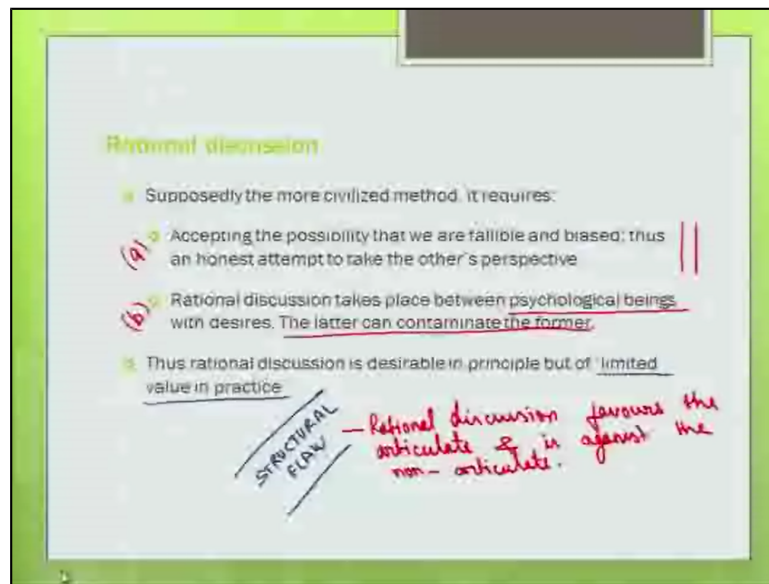 Rational discussion
Supposedly the more civilized method. It requires:
(a) Accepting the possibility that we are fallible and biased; thus
an honest attempt to take the other's perspective
(b) Rational discussion takes place between psychological beings
with desires. The latter can contaminate the former.
Thus rational discussion is desirable in principle but of 'limited
value in practice
STRUCTURAL
FLAW
— Rational discussion favours the
articulate & is against the
non-articulate.